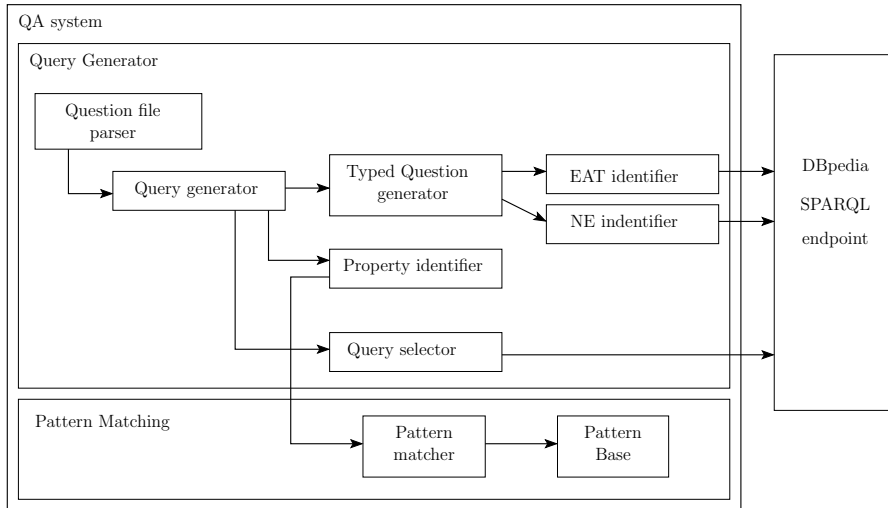 QA system
Query Generator
Question file
parser
Query generator
Typed Question
generator
EAT identifier
NE indentifier
Property identifier
Query selector
DBpedia
SPARQL
endpoint
Pattern Matching
Pattern
matcher
Pattern
Base